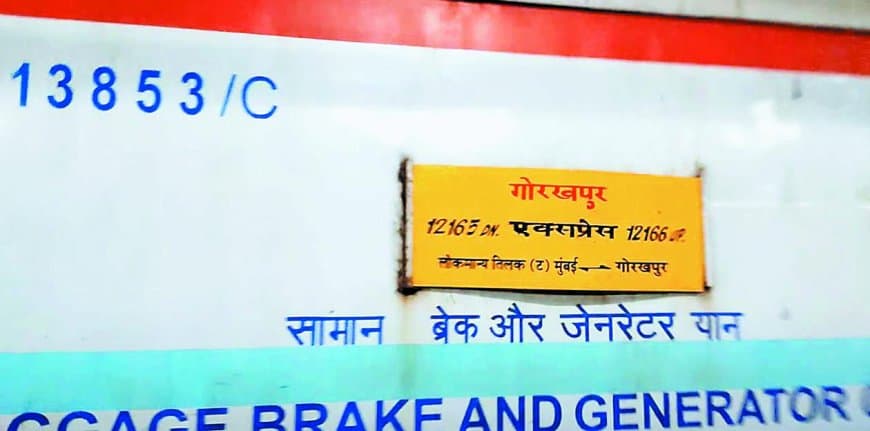 13853/C
गोरखपुर
12165 DN. एक्सप्रेस 12166 UP.
लोकमान्य तिलक (ट) मुंबई ↔ गोरखपुर
सामान ब्रेक और जेनरेटर यान
BRAKE AND GENERATOR